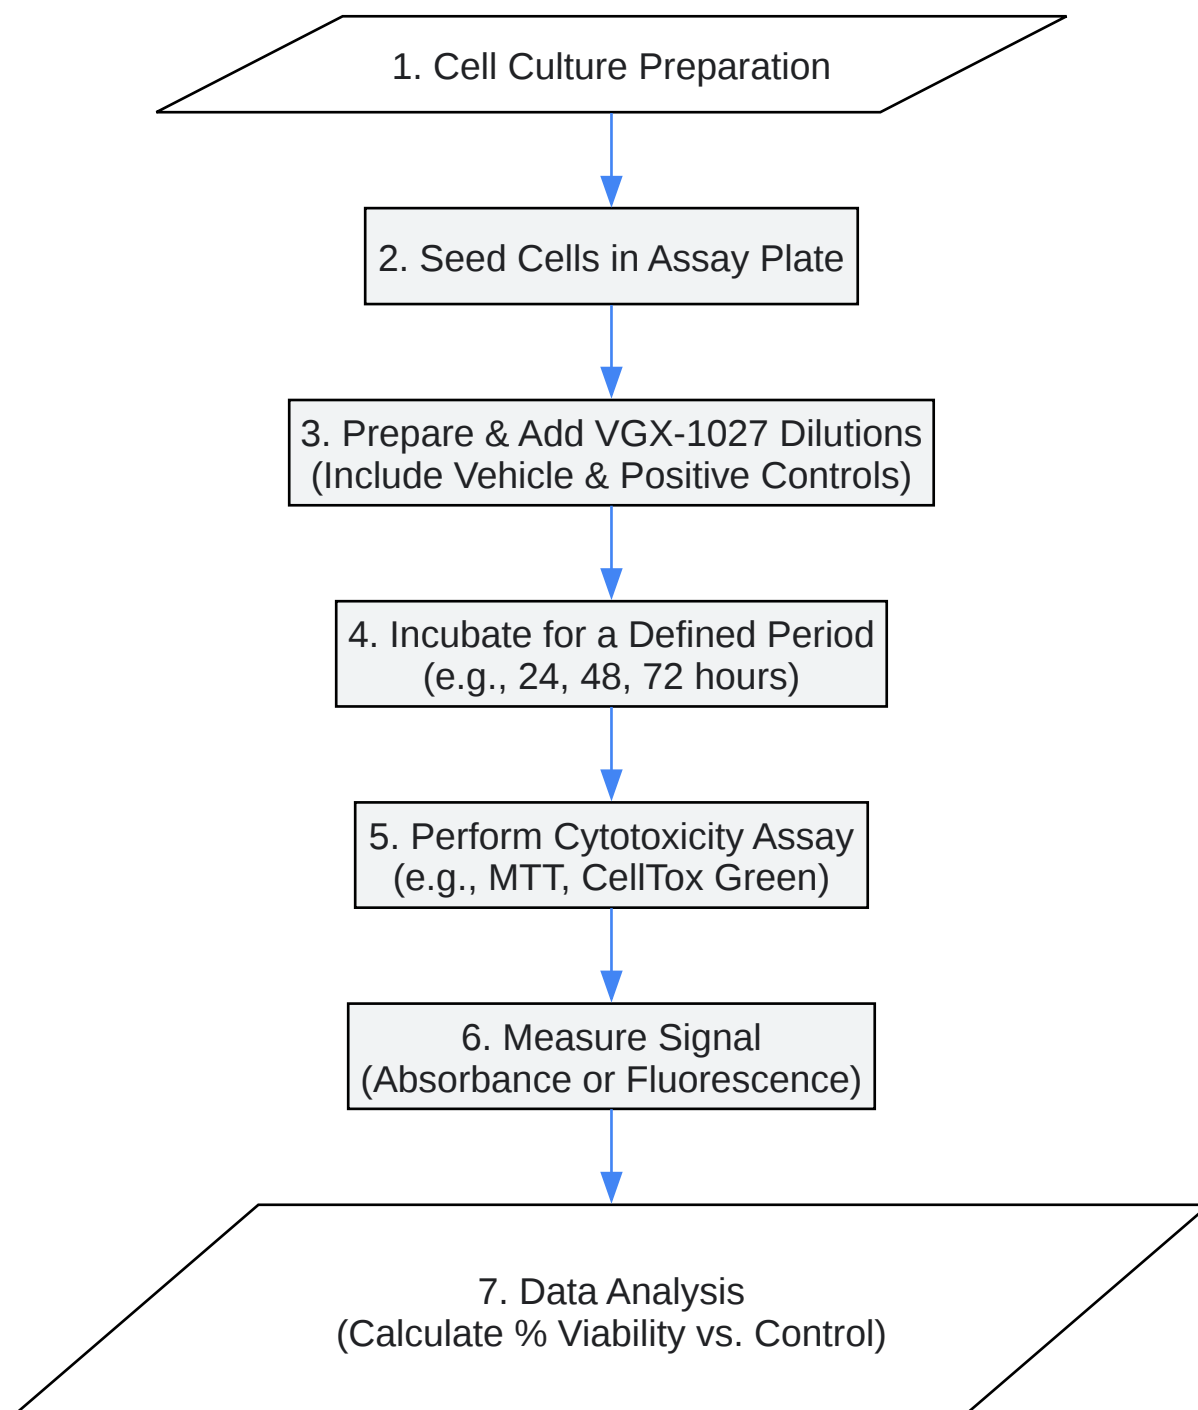 1. Cell Culture Preparation
2. Seed Cells in Assay Plate
3. Prepare & Add VGX-1027 Dilutions
(Include Vehicle & Positive Controls)
4. Incubate for a Defined Period
(e.g., 24, 48, 72 hours)
5. Perform Cytotoxicity Assay
(e.g., MTT, CellTox Green)
6. Measure Signal
(Absorbance or Fluorescence)
7. Data Analysis
(Calculate % Viability vs. Control)